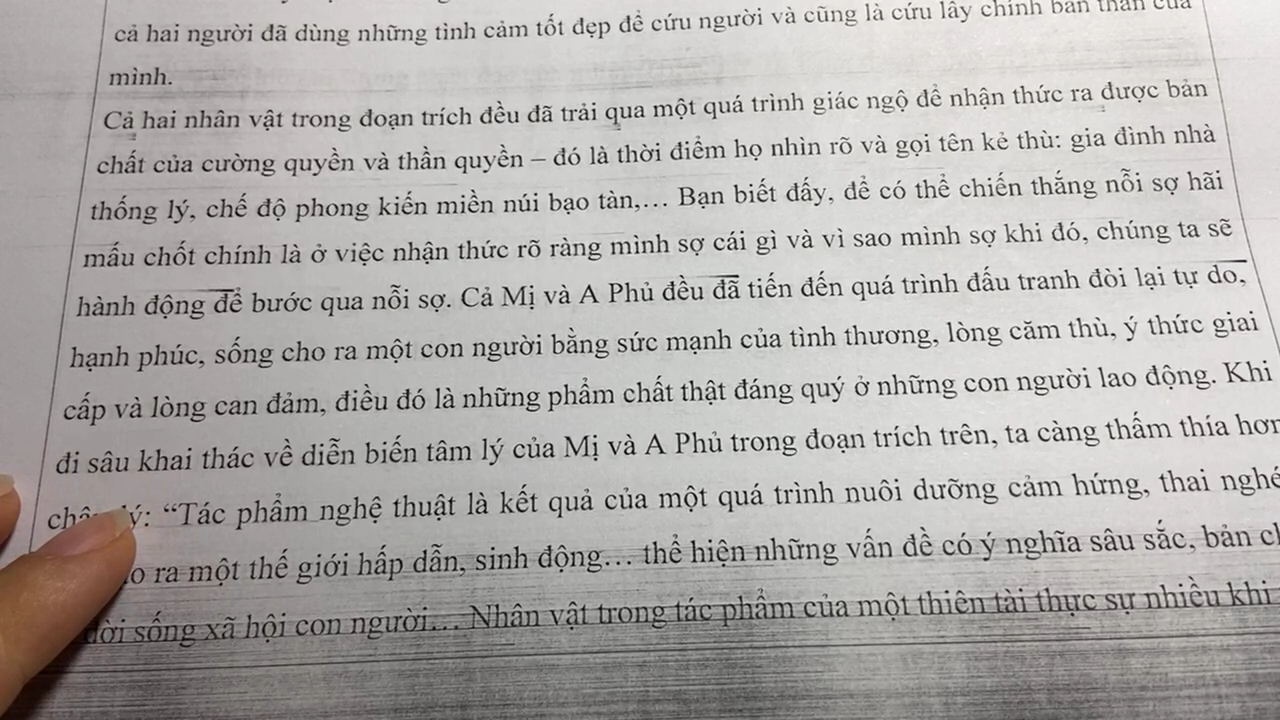 cả hai người đã dùng những tình cảm tốt đẹp để cứu người và cũng là cứu lấy chính bản thân của
mình.
Cả hai nhân vật trong đoạn trích đều đã trải qua một quá trình giác ngộ để nhận thức ra được bản
chất của cường quyền và thần quyền – đó là thời điểm họ nhìn rõ và gọi tên kẻ thù: gia đình nhà
thống lý, chế độ phong kiến miền núi bạo tàn,… Bạn biết đấy, để có thể chiến thắng nỗi sợ hãi
mấu chốt chính là ở việc nhận thức rõ ràng mình sợ cái gì và vì sao mình sợ khi đó, chúng ta sẽ
hành động để bước qua nỗi sợ. Cả Mị và A Phủ đều đã tiến đến quá trình đấu tranh đòi lại tự do,
hạnh phúc, sống cho ra một con người bằng sức mạnh của tình thương, lòng căm thù, ý thức giai
cấp và lòng can đảm, điều đó là những phẩm chất thật đáng quý ở những con người lao động. Khi
đi sâu khai thác về diễn biến tâm lý của Mị và A Phủ trong đoạn trích trên, ta càng thấm thía hơn
lý: “Tác phẩm nghệ thuật là kết quả của một quá trình nuôi dưỡng cảm hứng, thai nghé
ra một thế giới hấp dẫn, sinh động… thể hiện những vấn đề có ý nghĩa sâu sắc, bản
đời sống xã hội con người… Nhân vật trong tác phẩm của một thiên tài thực sự nhiều khi